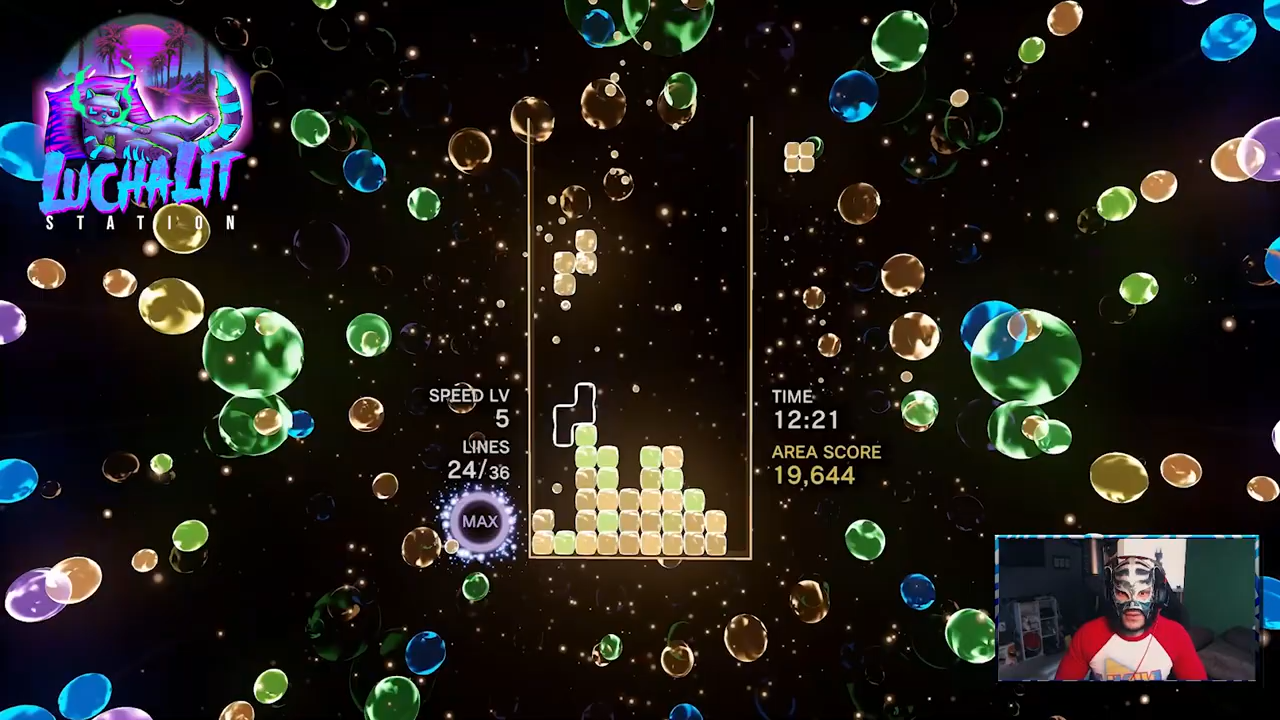 LUCHALIT
STATION
SPEED LV
5
LINES
24/36
MAX
TIME
12:21
AREA SCORE
19,644